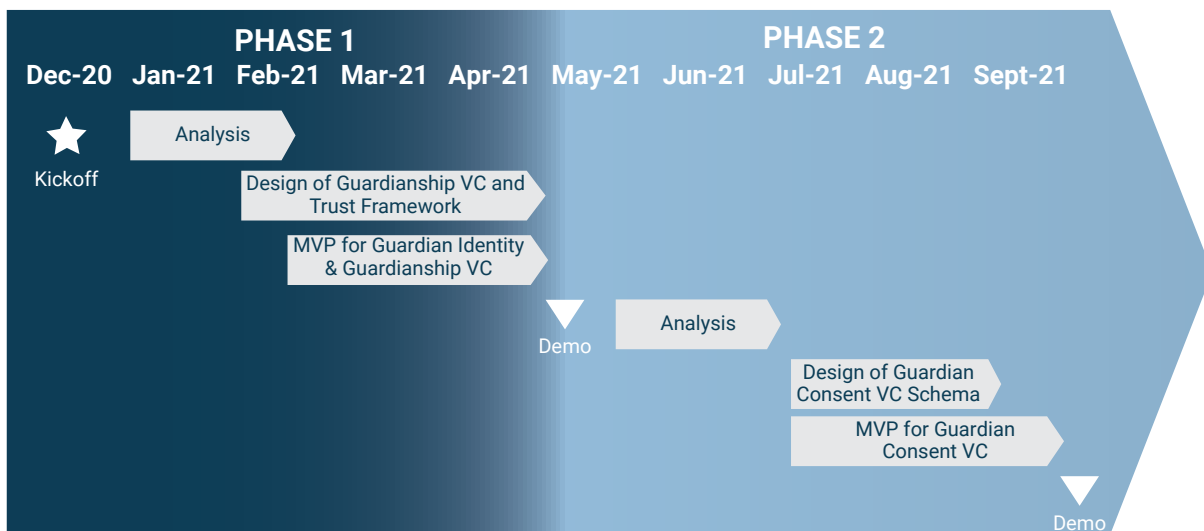 PHASE 1
PHASE 2
Dec-20 Jan-21 Feb-21 Mar-21 Apr-21 May-21 Jun-21 Jul-21 Aug-21 Sept-21
Analysis
Kickoff
Design of Guardianship VC and
Trust Framework
MVP for Guardian Identity
& Guardianship VC
Demo
Analysis
Design of Guardian
Consent VC Schema
MVP for Guardian
Consent VC
Demo